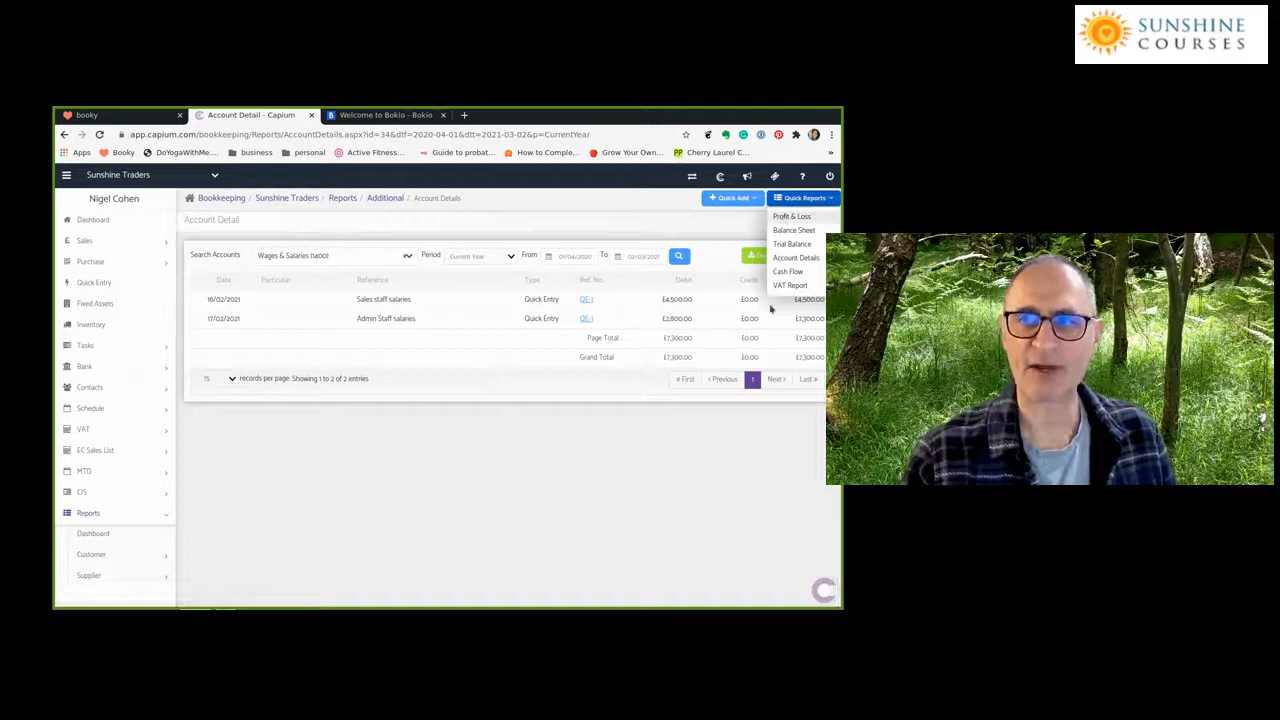 SUNSHINE
COURSES
booky
Account Detail - Capium
Welcome to Bokio - Bokio
app.capium.com/bookkeeping/Reports/AccountDetails.aspx?id=34&dtf=2020-04-01&dtt=2021-03-02&p=CurrentYear
Apps
Booky
DoYogaWithMe....
business
personal
Active Fitness...
Guide to probat...
How to Comple...
Grow Your Own...
Cherry Laurel C...
Sunshine Traders
Nigel Cohen
Bookkeeping / Sunshine Traders / Reports / Additional / Account Details
Quick Add
Quick Reports
Dashboard
Sales
Purchase
Quick Entry
Fixed Assets
Inventory
Tasks
Bank
Contacts
Schedule
VAT
EC Sales List
MTD
CIS
Reports
Dashboard
Customer
Supplier
Account Detail
Profit & Loss
Balance Sheet
Trial Balance
Account Details
Cash Flow
VAT Report
Search Accounts Wages & Salaries (1400) Period Current Year From 01/04/2020 To 02/03/2021
Date Particular Reference Type Ref. No. Debit Credit
16/02/2021 Sales staff salaries Quick Entry QE-1 £4,500.00 £0.00 £4,500.00
17/02/2021 Admin Staff salaries Quick Entry QE-1 £2,800.00 £0.00 £7,300.00
Page Total £7,300.00 £0.00 £7,300.00
Grand Total £7,300.00 £0.00 £7,300.00
15 records per page Showing 1 to 2 of 2 entries
« First ‹ Previous 1 Next › Last »